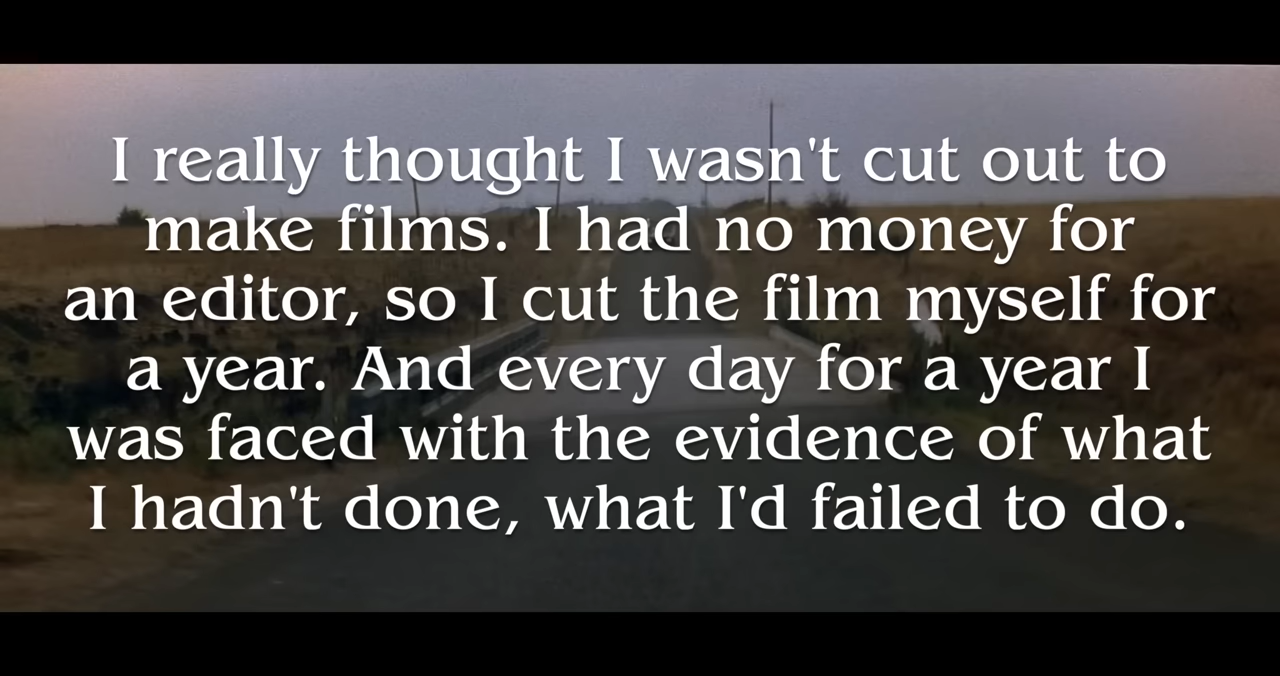 I really thought I wasn't cut out to
make films. I had no money for
an editor, so I cut the film myself for
a year. And every day for a year I
was faced with the evidence of what
I hadn't done, what I'd failed to do.